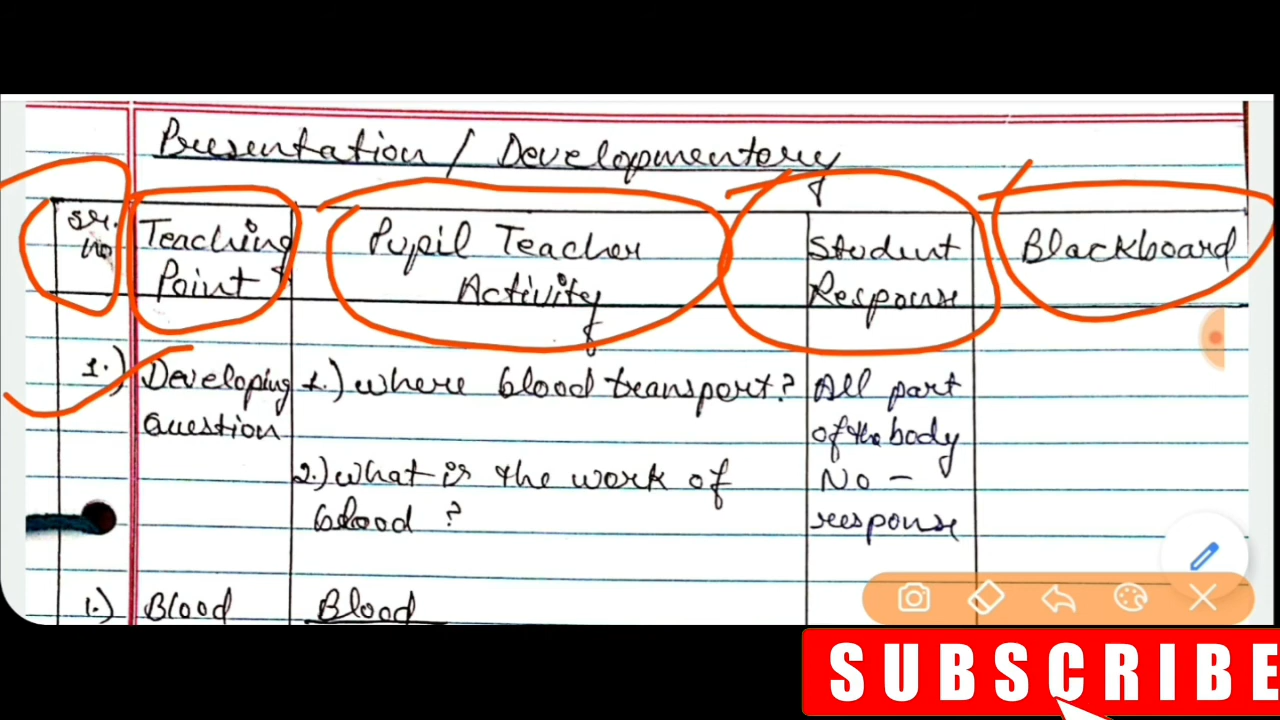 Presentation / Developmentory
Sr. no
Teaching Point
Pupil Teacher Activity
Student Response
Blackboard
1.) Developing Question
1.) where blood transport?
All part of the body
2.) what is the work of blood ?
No - response
1.) Blood
Blood
SUBSCRIBE